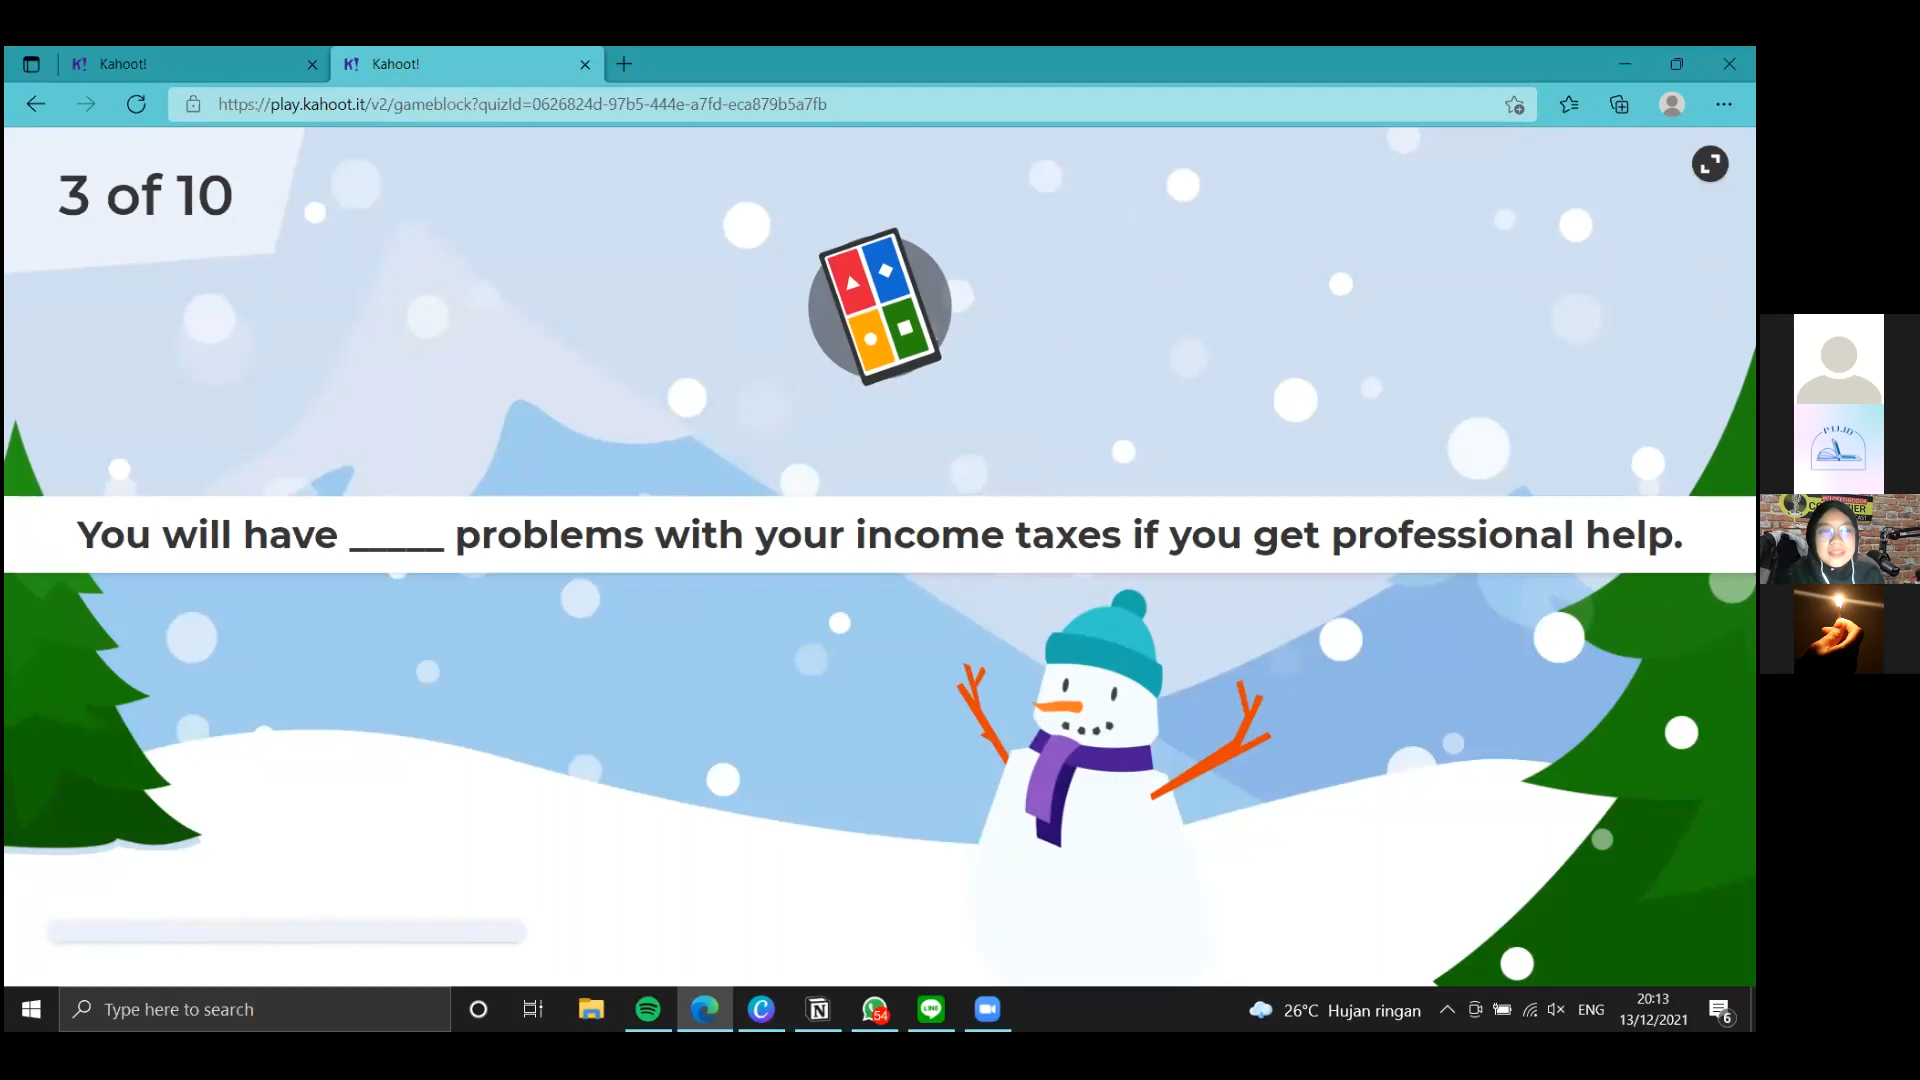 K! Kahoot!
K! Kahoot!
https://play.kahoot.it/v2/gameblock?quizId=0626824d-97b5-444e-a7fd-eca879b5a7fb
3 of 10
You will have _____ problems with your income taxes if you get professional help.
Type here to search
54
26°C Hujan ringan
ENG
20:13
13/12/2021
6